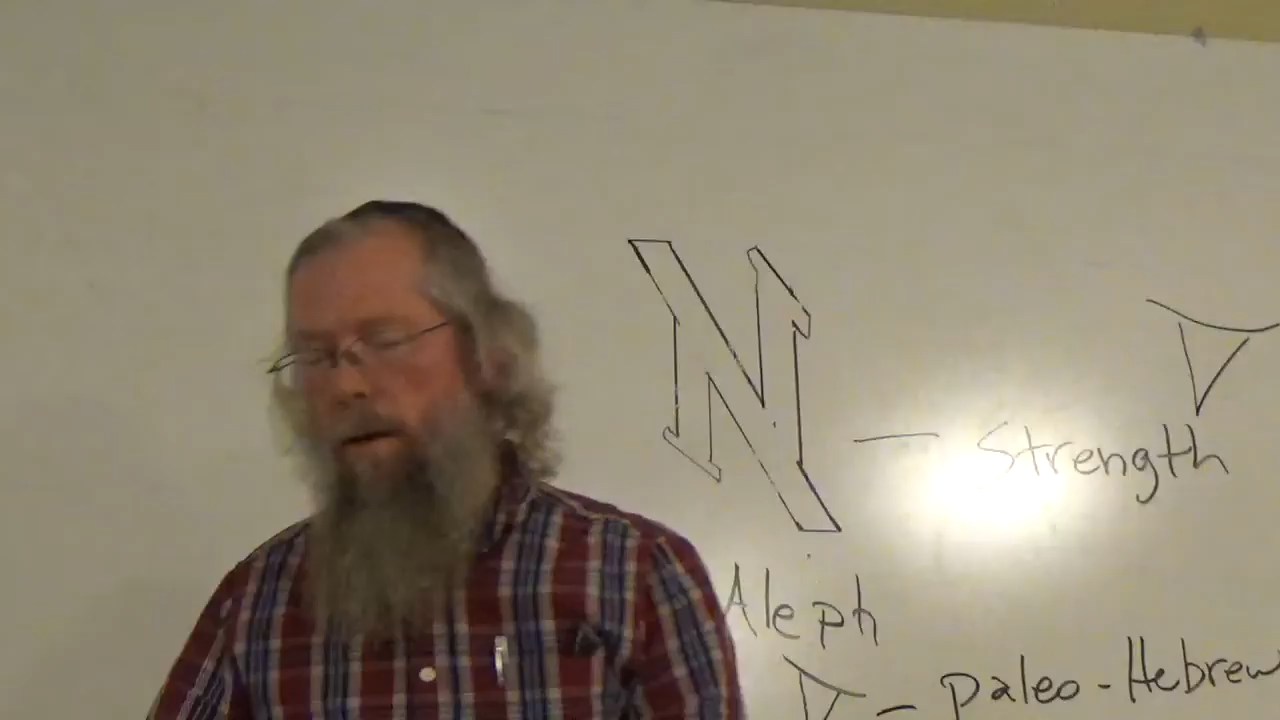 א — Strength
Aleph
— paleo-Hebrew